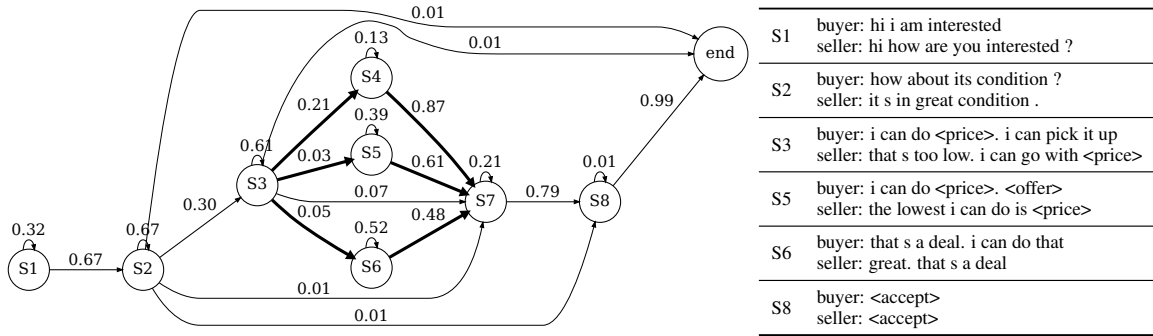 0.01
0.01
end
0.13
S4
0.21
0.87
0.99
0.39
0.61
S5
0.03
0.61
0.21
0.01
S3
0.07
S7
0.79
S8
0.30
0.05
0.52
0.48
0.32
0.67
S1
0.67
S2
S6
0.01
0.01
S1
buyer: hi i am interested
seller: hi how are you interested ?
S2
buyer: how about its condition ?
seller: it s in great condition .
S3
buyer: i can do <price>. i can pick it up
seller: that s too low. i can go with <price>
S5
buyer: i can do <price>. <offer>
seller: the lowest i can do is <price>
S6
buyer: that s a deal. i can do that
seller: great. that s a deal
S8
buyer: <accept>
seller: <accept>